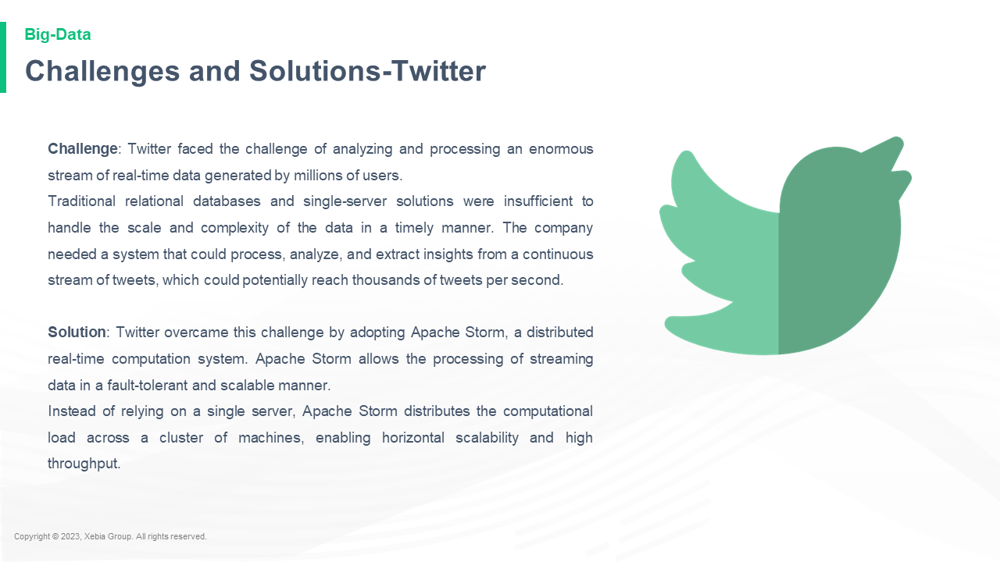 Big-Data
Challenges and Solutions-Twitter
Challenge: Twitter faced the challenge of analyzing and processing an enormous
stream of real-time data generated by millions of users.
Traditional relational databases and single-server solutions were insufficient to
handle the scale and complexity of the data in a timely manner. The company
needed a system that could process, analyze, and extract insights from a continuous
stream of tweets, which could potentially reach thousands of tweets per second.
Solution: Twitter overcame this challenge by adopting Apache Storm, a distributed
real-time computation system. Apache Storm allows the processing of streaming
data in a fault-tolerant and scalable manner.
Instead of relying on a single server, Apache Storm distributes the computational
load across a cluster of machines, enabling horizontal scalability and high
throughput.
Copyright © 2023, Xebia Group. All rights reserved.